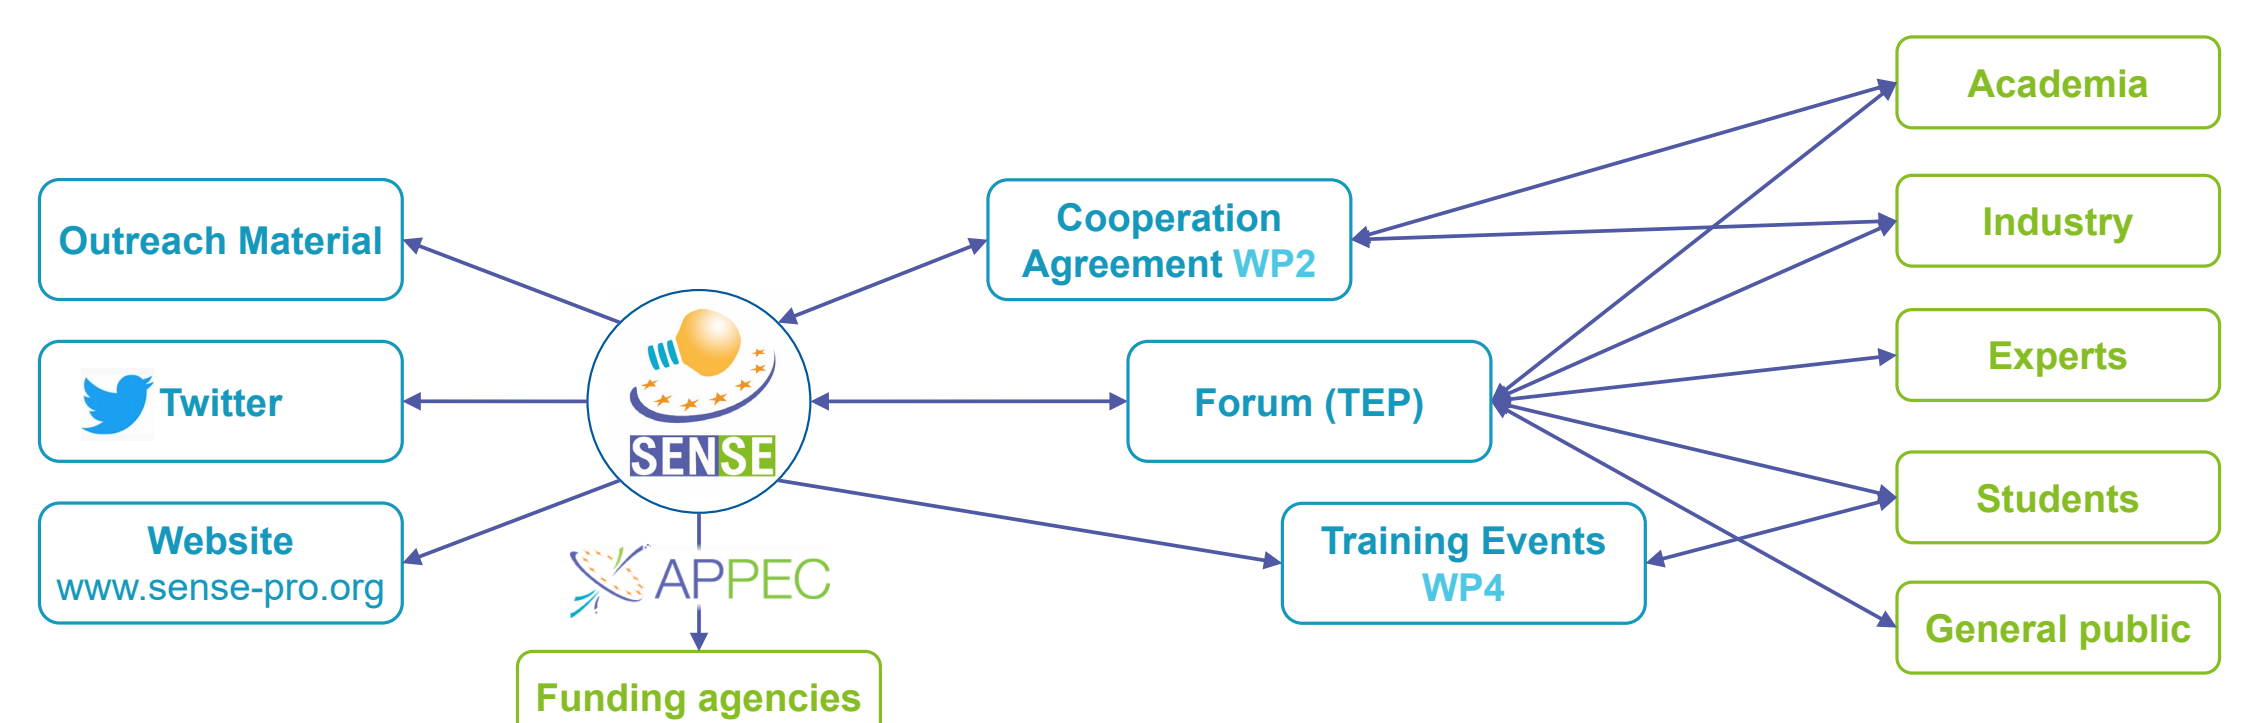 Outreach Material
Twitter
Website
www.sense-pro.org
SENSE
APPEC
Funding agencies
Cooperation
Agreement WP2
Forum (TEP)
Training Events
WP4
Academia
Industry
Experts
Students
General public